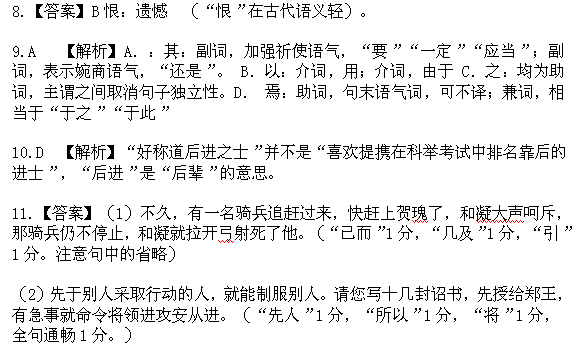 8.【答案】B 恨：遗憾 （“恨”在古代语义轻）。
9.A 【解析】A．：其：副词，加强祈使语气，“要”“一定”“应当”；副
词，表示婉商语气，“还是”。 B．以：介词，用；介词，由于 C．之：均为助
词，主谓之间取消句子独立性。D． 焉：助词，句末语气词，可不译；兼词，相
当于“于之”“于此”
10.D 【解析】“好称道后进之士”并不是“喜欢提携在科举考试中排名靠后的
进士”，“后进”是“后辈”的意思。
11.【答案】（1）不久，有一名骑兵追赶过来，快赶上贺瑰了，和凝大声呵斥，
那骑兵仍不停止，和凝就拉开弓射死了他。（“已而”1分，“几及”1分，“引”
1分。注意句中的省略）
（2）先于别人采取行动的人，就能制服别人。请您写十几封诏书，先授给郑王，
有急事就命令将领进攻安从进。（“先人”1分，“所以”1分，“将”1分，
全句通畅1分。）